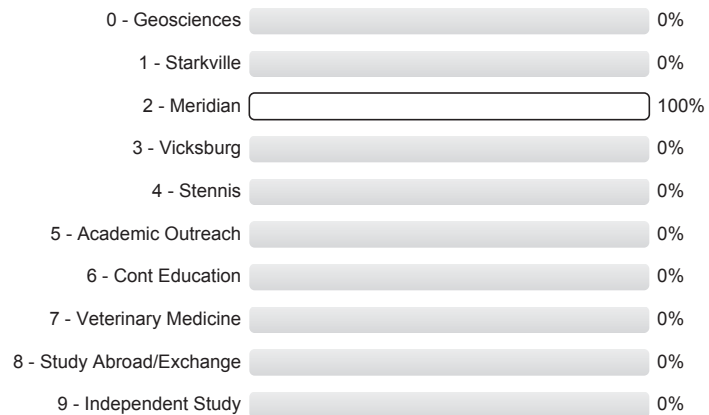 0 - Geosciences 0%
1 - Starkville 0%
2 - Meridian 100%
3 - Vicksburg 0%
4 - Stennis 0%
5 - Academic Outreach 0%
6 - Cont Education 0%
7 - Veterinary Medicine 0%
8 - Study Abroad/Exchange 0%
9 - Independent Study 0%